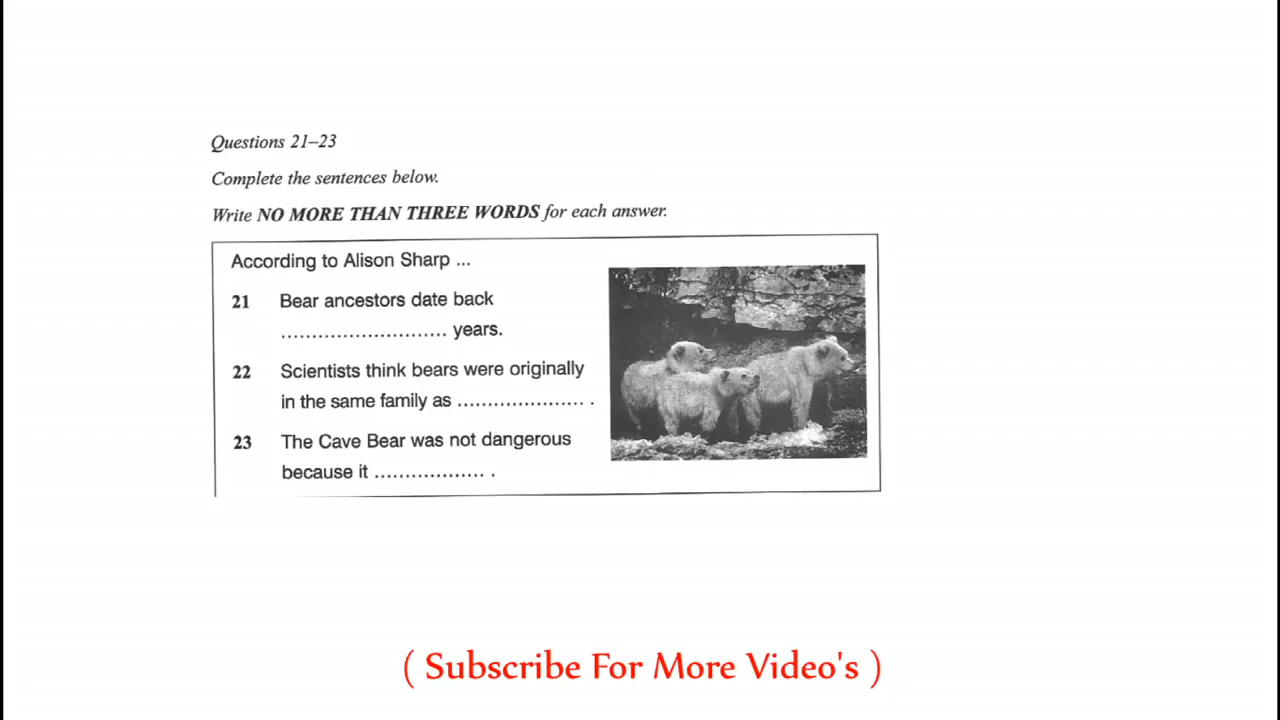 Questions 21–23
Complete the sentences below.
Write NO MORE THAN THREE WORDS for each answer.
According to Alison Sharp ...
21 Bear ancestors date back
........................... years.
22 Scientists think bears were originally
in the same family as ..................... .
23 The Cave Bear was not dangerous
because it .................. .
( Subscribe For More Video's )